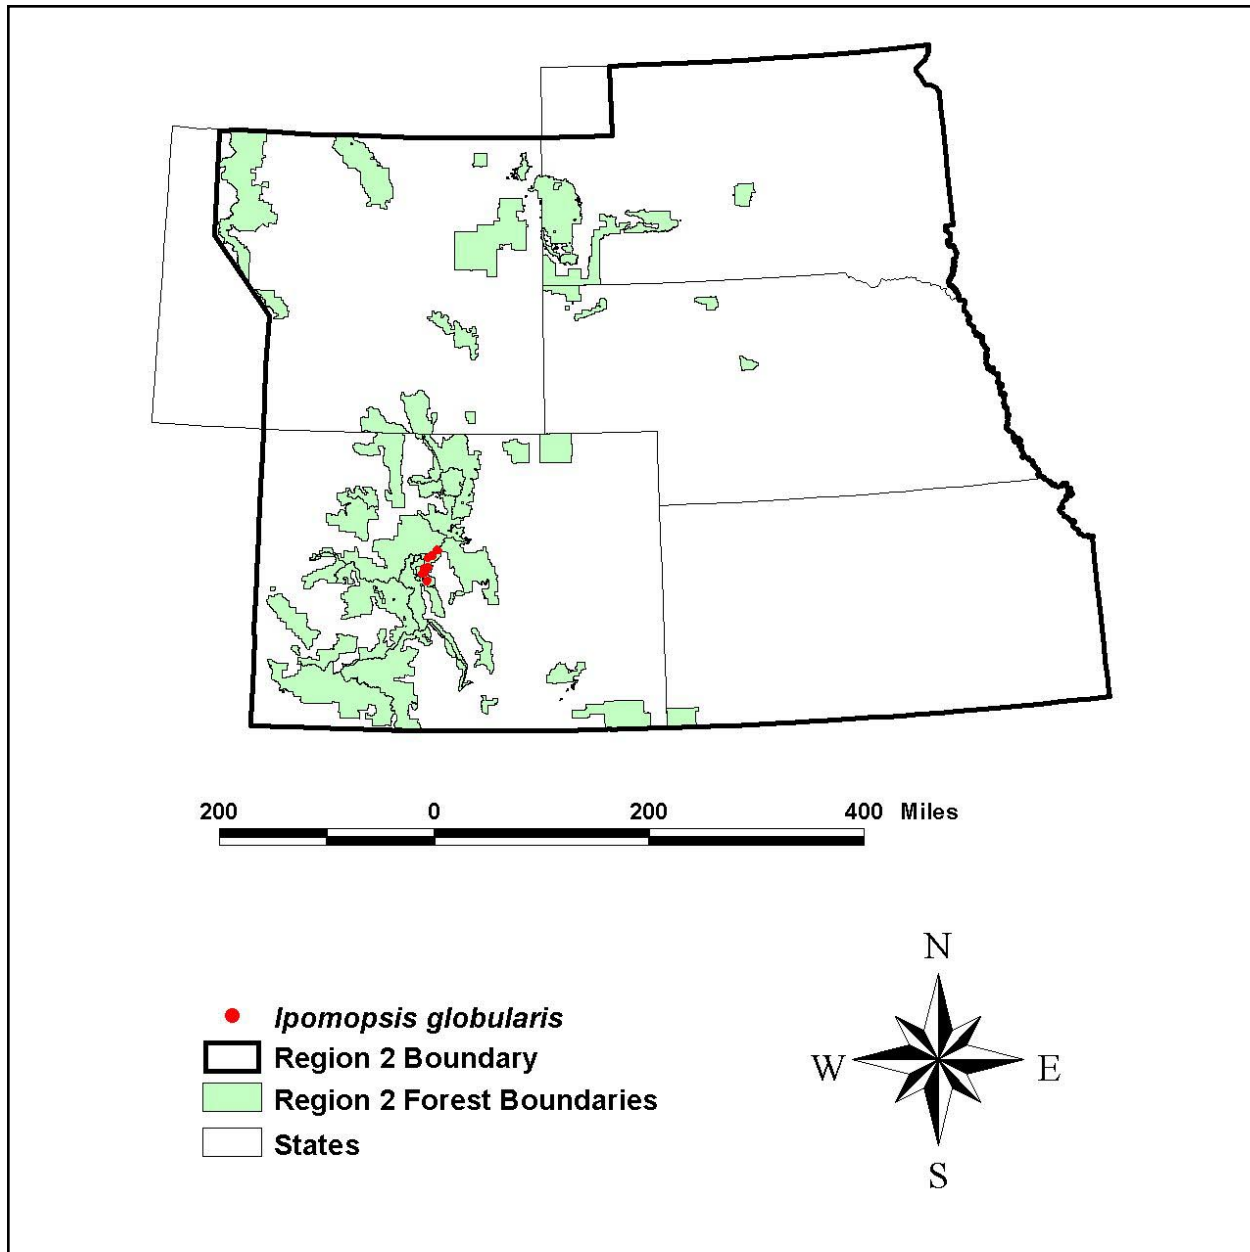 200 0 200 400 Miles
N
Ipomopsis globularis
Region 2 Boundary
W E
Region 2 Forest Boundaries
States
S